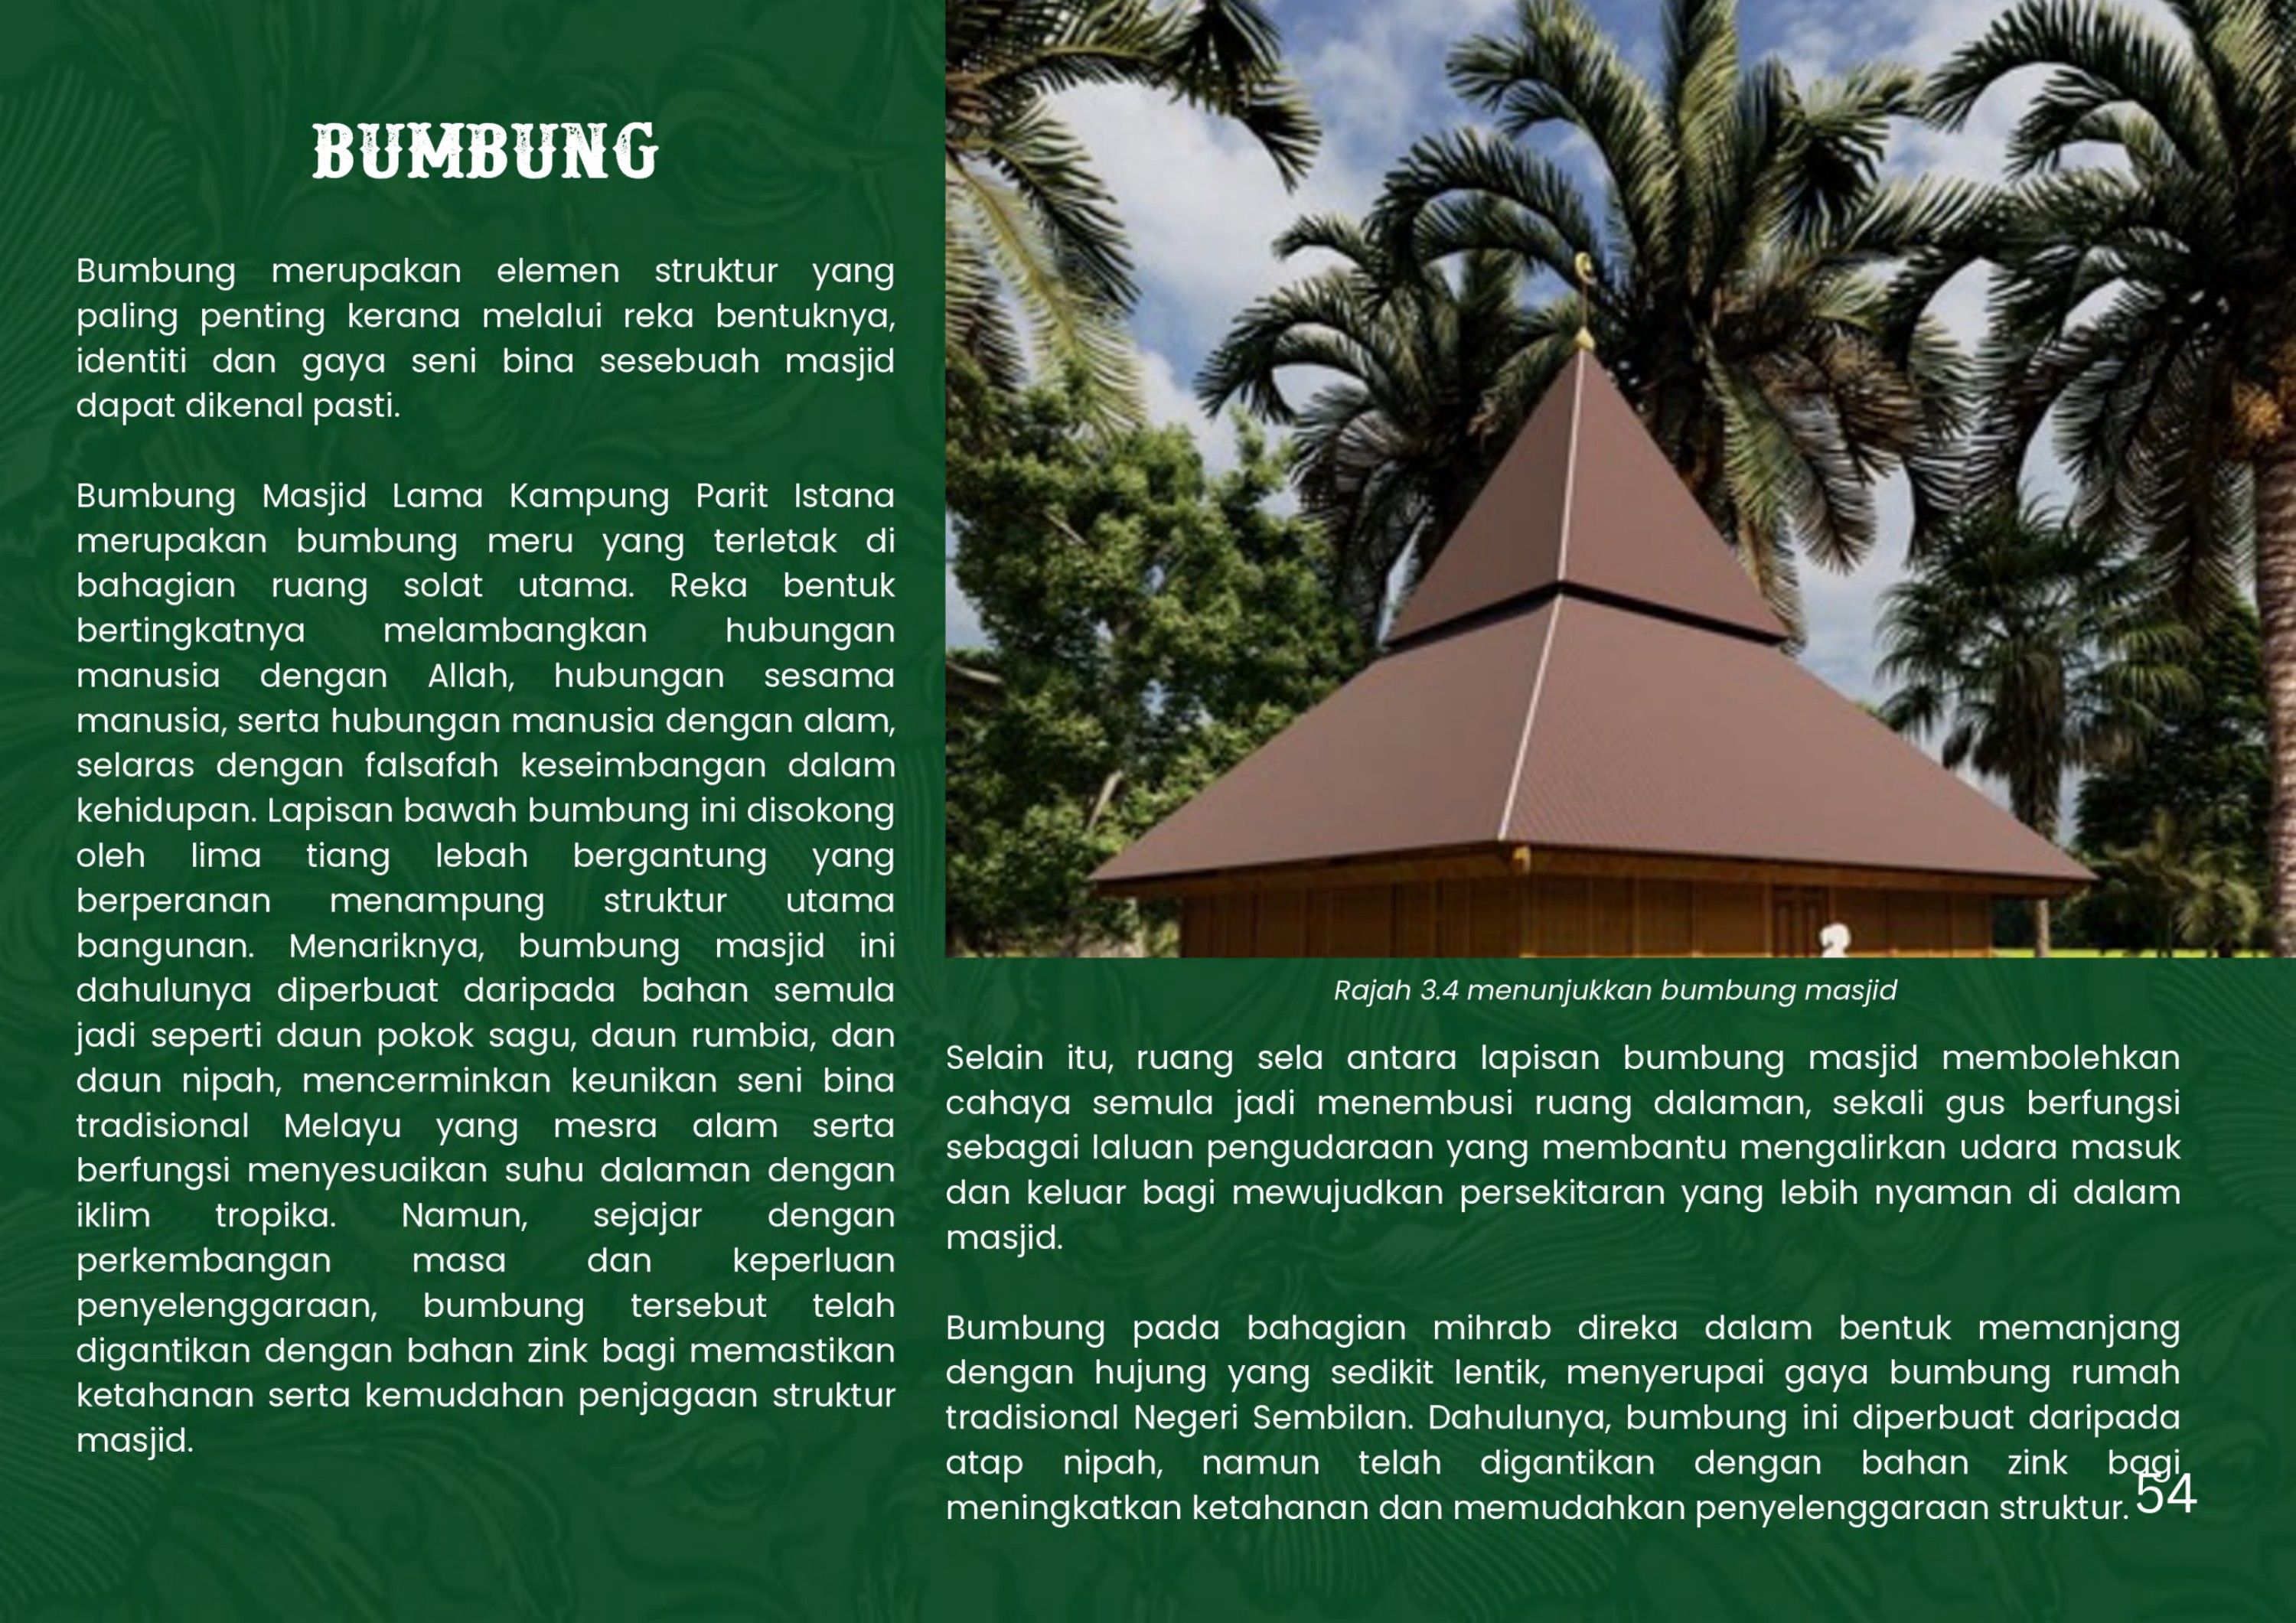 BUMBUNG
Bumbung merupakan elemen struktur yang
paling penting kerana melalui reka bentuknya,
identiti dan gaya seni bina sesebuah masjid
dapat dikenal pasti.
Bumbung Masjid Lama Kampung Parit Istana
merupakan bumbung meru yang terletak di
bahagian ruang solat utama. Reka bentuk
bertingkatnya melambangkan hubungan
manusia dengan Allah, hubungan sesama
manusia, serta hubungan manusia dengan alam,
selaras dengan falsafah keseimbangan dalam
kehidupan. Lapisan bawah bumbung ini disokong
oleh lima tiang lebah bergantung yang
berperanan menampung struktur utama
bangunan. Menariknya, bumbung masjid ini
dahulunya diperbuat daripada bahan semula
jadi seperti daun pokok sagu, daun rumbia, dan
daun nipah, mencerminkan keunikan seni bina
tradisional Melayu yang mesra alam serta
berfungsi menyesuaikan suhu dalaman dengan
iklim tropika. Namun, sejajar dengan
perkembangan masa dan keperluan
penyelenggaraan, bumbung tersebut telah
digantikan dengan bahan zink bagi memastikan
ketahanan serta kemudahan penjagaan struktur
masjid.
Rajah 3.4 menunjukkan bumbung masjid
Selain itu, ruang sela antara lapisan bumbung masjid membolehkan
cahaya semula jadi menembusi ruang dalaman, sekali gus berfungsi
sebagai laluan pengudaraan yang membantu mengalirkan udara masuk
dan keluar bagi mewujudkan persekitaran yang lebih nyaman di dalam
masjid.
Bumbung pada bahagian mihrab direka dalam bentuk memanjang
dengan hujung yang sedikit lentik, menyerupai gaya bumbung rumah
tradisional Negeri Sembilan. Dahulunya, bumbung ini diperbuat daripada
atap nipah, namun telah digantikan dengan bahan zink bagi
meningkatkan ketahanan dan memudahkan penyelenggaraan struktur.
54